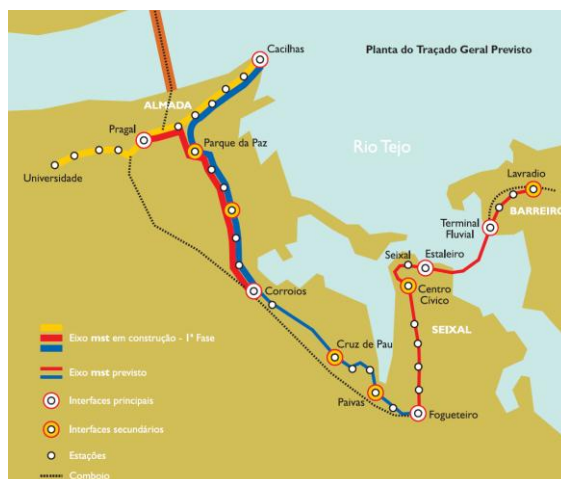 Cacilhas
Planta do Traçado Geral Previsto
ALMADA
Pragal
Parque da Paz
Rio Tejo
Universidade
Lavradio
BARREIRO
Terminal
Fluvial
Seixal
Estaleiro
Centro
Cívico
Corroios
SEIXAL
Eixo mst em construção - 1ª Fase
Cruz de Pau
Eixo mst previsto
Paivas
Interfaces principais
Fogueteiro
Interfaces secundários
Estações
Comboio